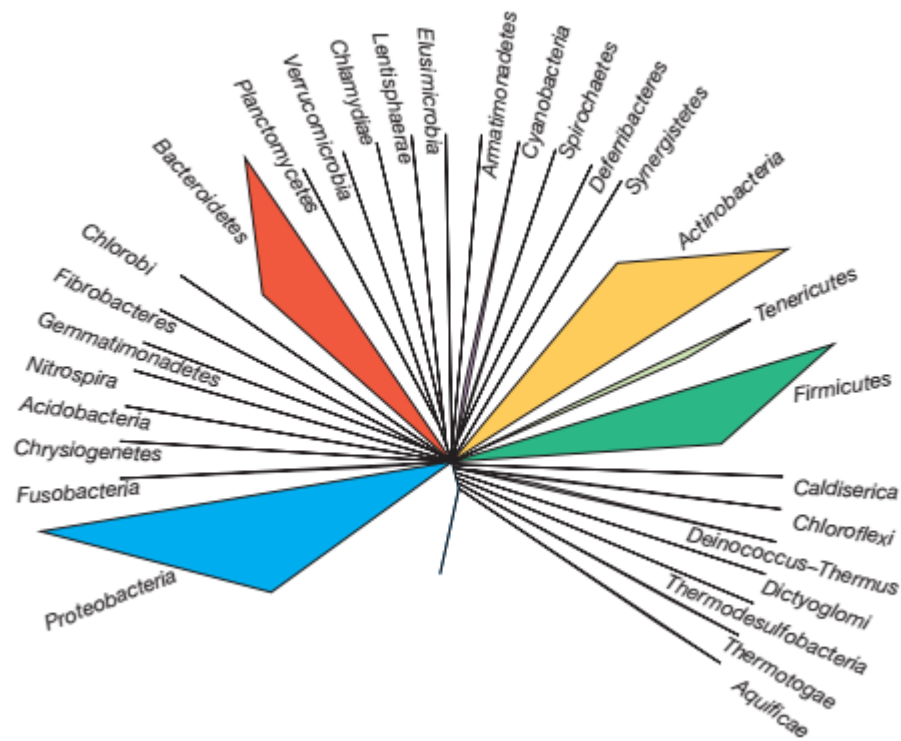 Proteobacteria
Fusobacteria
Chrysiogenetes
Acidobacteria
Nitrospira
Gemmatimonadetes
Fibrobacteres
Chlorobi
Bacteroidetes
Planctomycetes
Verrucomicrobia
Chlamydiae
Lentisphaerae
Elusimicrobia
Armatimonadetes
Cyanobacteria
Spirochaetes
Deferribacteres
Synergistetes
Actinobacteria
Tenericutes
Firmicutes
Caldiserica
Chloroflexi
Deinococcus–Thermus
Dictyoglomi
Thermodesulfobacteria
Thermotogae
Aquificae